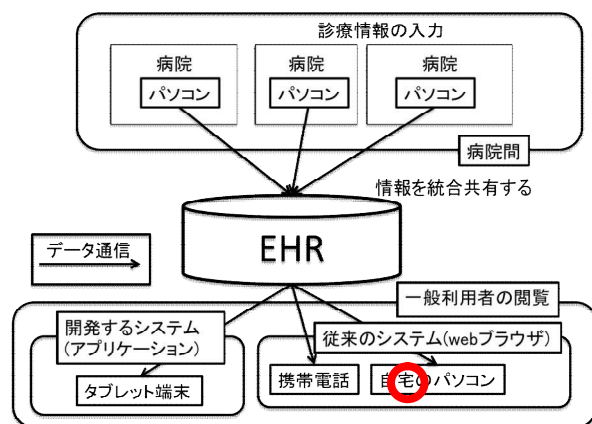 診療情報の入力
病院
病院
病院
パソコン
パソコン
パソコン
病院間
情報を統合共有する
EHR
データ通信
一般利用者の閲覧
開発するシステム
(アプリケーション)
従来のシステム(webブラウザ)
タブレット端末
携帯電話
自宅のパソコン